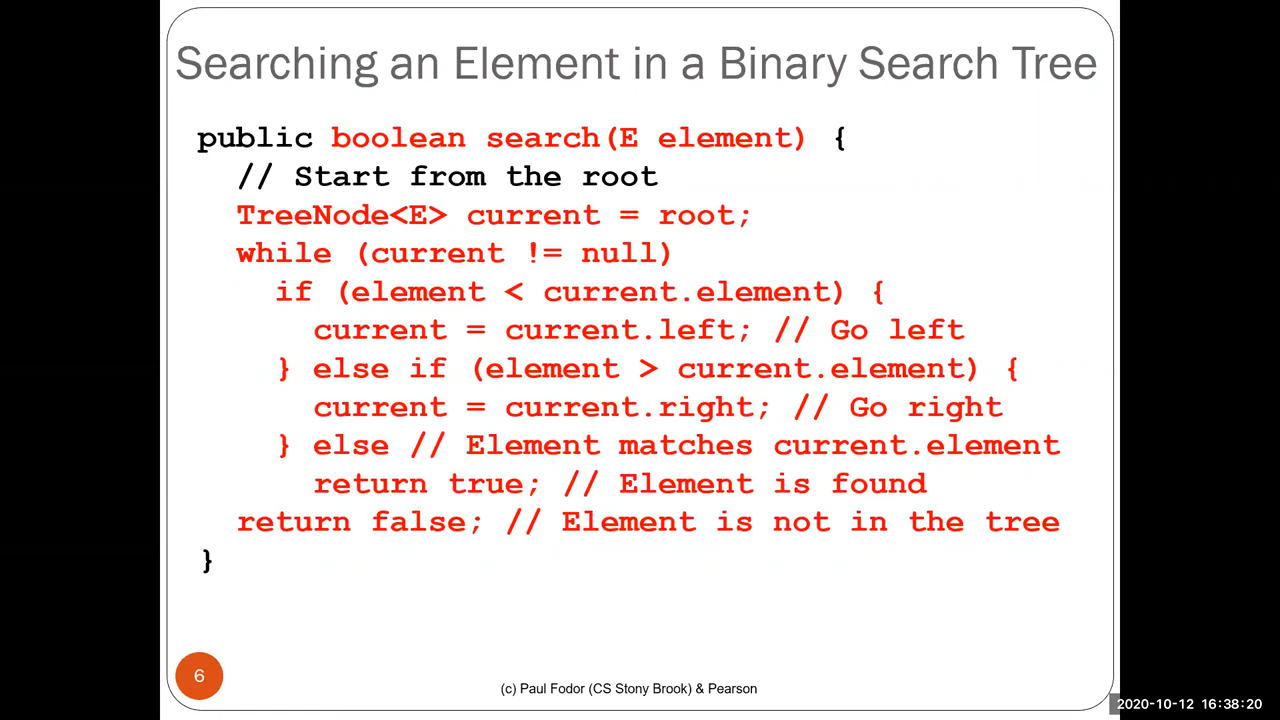 Searching an Element in a Binary Search Tree
public boolean search(E element) {
// Start from the root
TreeNode<E> current = root;
while (current != null)
if (element < current.element) {
current = current.left; // Go left
} else if (element > current.element) {
current = current.right; // Go right
} else // Element matches current.element
return true; // Element is found
return false; // Element is not in the tree
}
6
(c) Paul Fodor (CS Stony Brook) & Pearson
2020-10-12 16:38:20